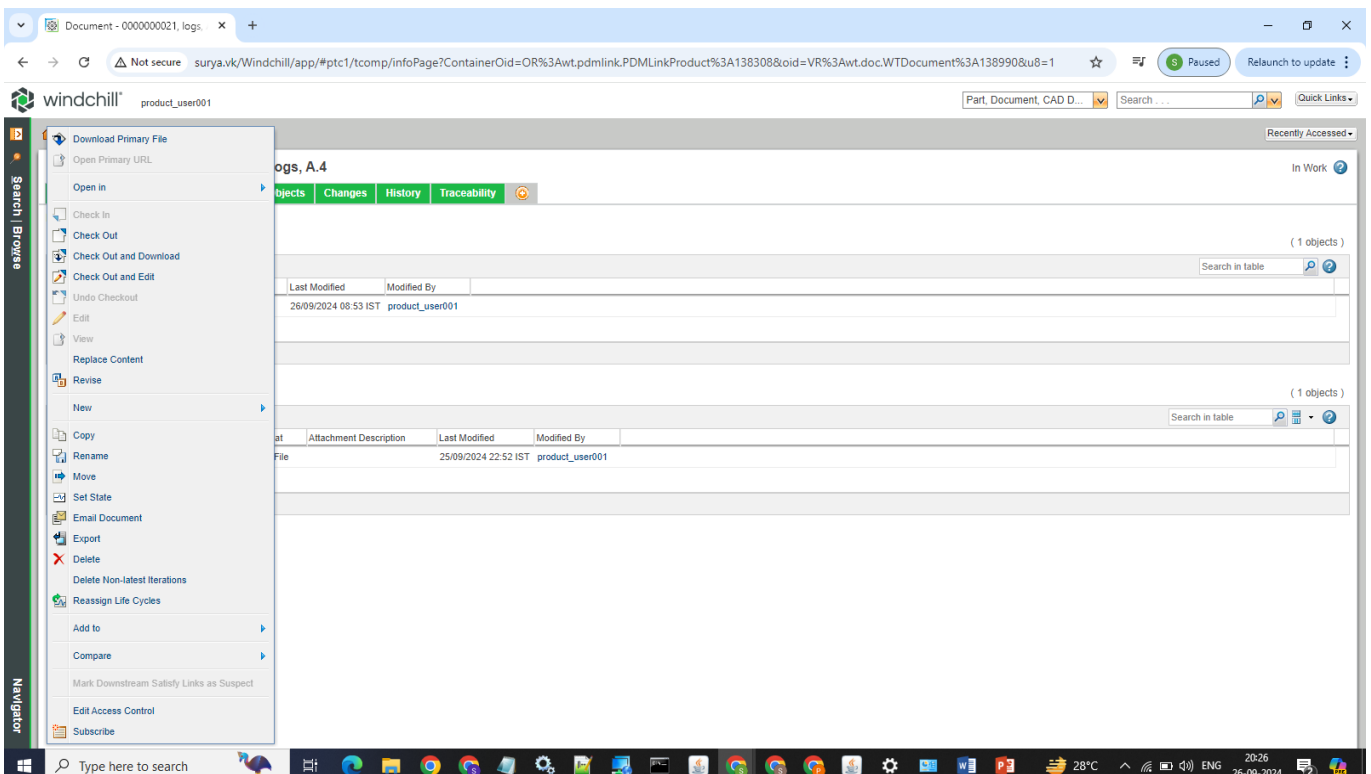 Document - 0000000021, logs,
Not secure surya.vk/Windchill/app/#ptc1/tcomp/infoPage?ContainerOid=OR%3Awt.pdmlink.PDMLinkProduct%3A138308&oid=VR%3Awt.doc.WTDocument%3A138990&u8=1 S Paused Relaunch to update
windchill product_user001 Part, Document, CAD D... Search . . . Quick Links
Recently Accessed
Search | Browse
Navigator
Download Primary File
Open Primary URL
Open in
Check In
Check Out
Check Out and Download
Check Out and Edit
Undo Checkout
Edit
View
Replace Content
Revise
New
Copy
Rename
Move
Set State
Email Document
Export
Delete
Delete Non-latest Iterations
Reassign Life Cycles
Add to
Compare
Mark Downstream Satisfy Links as Suspect
Edit Access Control
Subscribe
ogs, A.4 In Work
bjects Changes History Traceability
( 1 objects )
Search in table
Last Modified Modified By
26/09/2024 08:53 IST product_user001
( 1 objects )
Search in table
at Attachment Description Last Modified Modified By
File 25/09/2024 22:52 IST product_user001
Type here to search 28°C ENG 20:26
26-09-2024